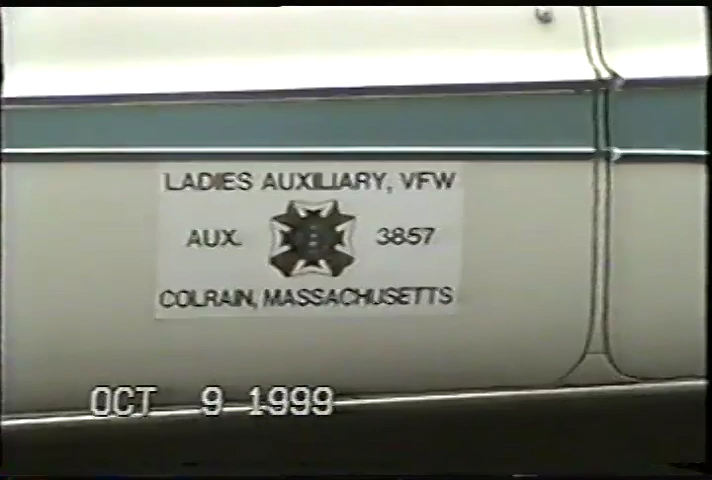 LADIES AUXILIARY, VFW
AUX. 3857
COLRAIN, MASSACHUSETTS
OCT 9 1999